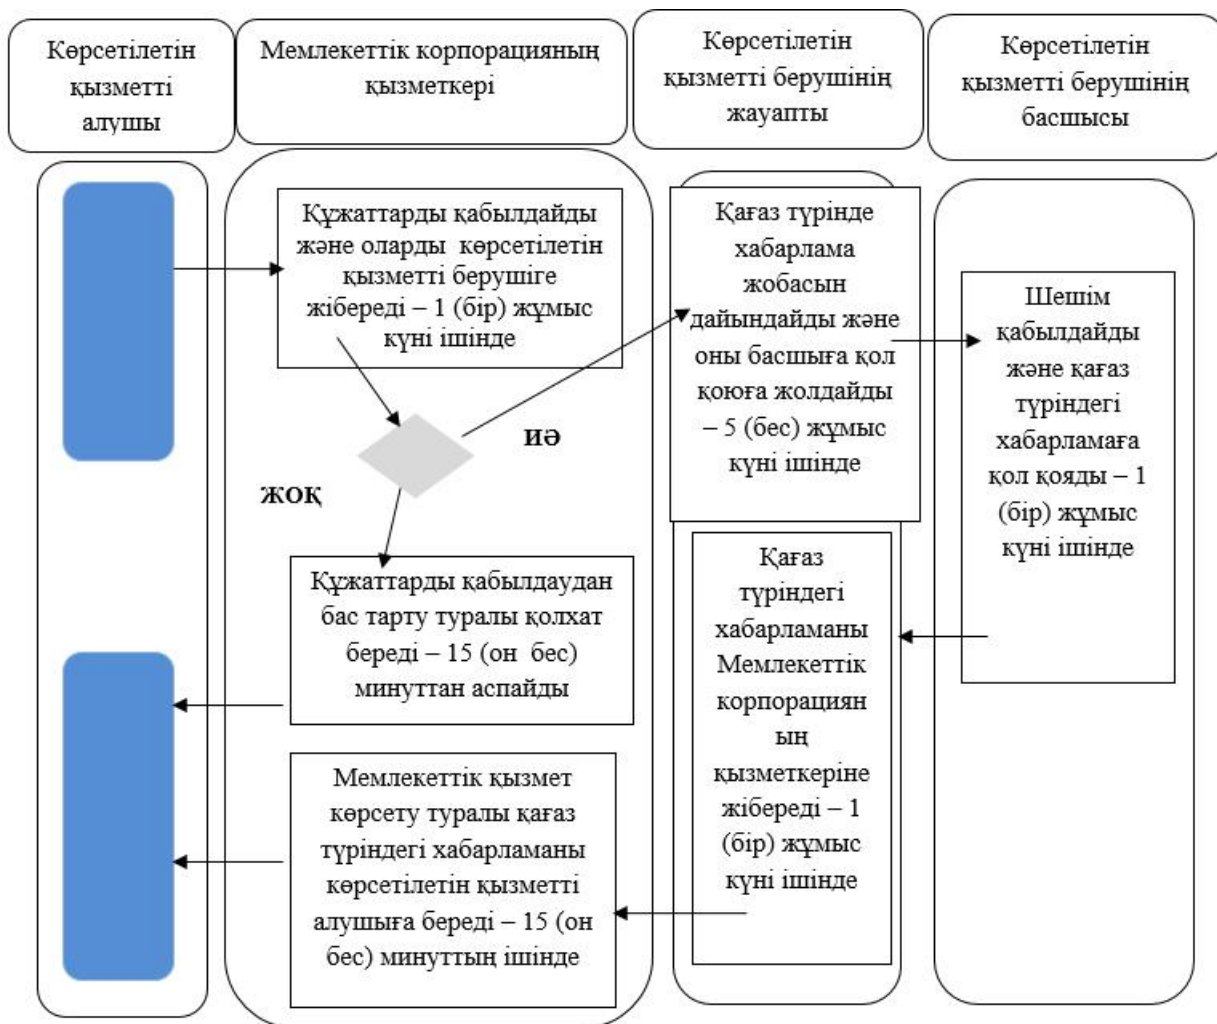 Көрсетілетін
қызметті
алушы
Мемлекеттік корпорацияның
қызметкері
Көрсетілетін
қызметті берушінің
жауапты
Көрсетілетін
қызметті берушінің
басшысы
Құжаттарды қабылдайды
және оларды көрсетілетін
қызметті берушіге
жібереді – 1 (бір) жұмыс
күні ішінде
иә
жоқ
Құжаттарды қабылдаудан
бас тарту туралы қолхат
береді – 15 (он бес)
минуттан аспайды
Мемлекеттік қызмет
көрсету туралы қағаз
түріндегі хабарламаны
көрсетілетін қызметті
алушыға береді – 15 (он
бес) минуттың ішінде
Қағаз түрінде
хабарлама
жобасын
дайындайды және
оны басшыға қол
қоюға жолдайды
– 5 (бес) жұмыс
күні ішінде
Қағаз
түріндегі
хабарламаны
Мемлекеттік
корпорациян
ың
қызметкеріне
жібереді – 1
(бір) жұмыс
күні ішінде
Шешім
қабылдайды
және қағаз
түріндегі
хабарламаға
қол қояды – 1
(бір) жұмыс
күні ішінде